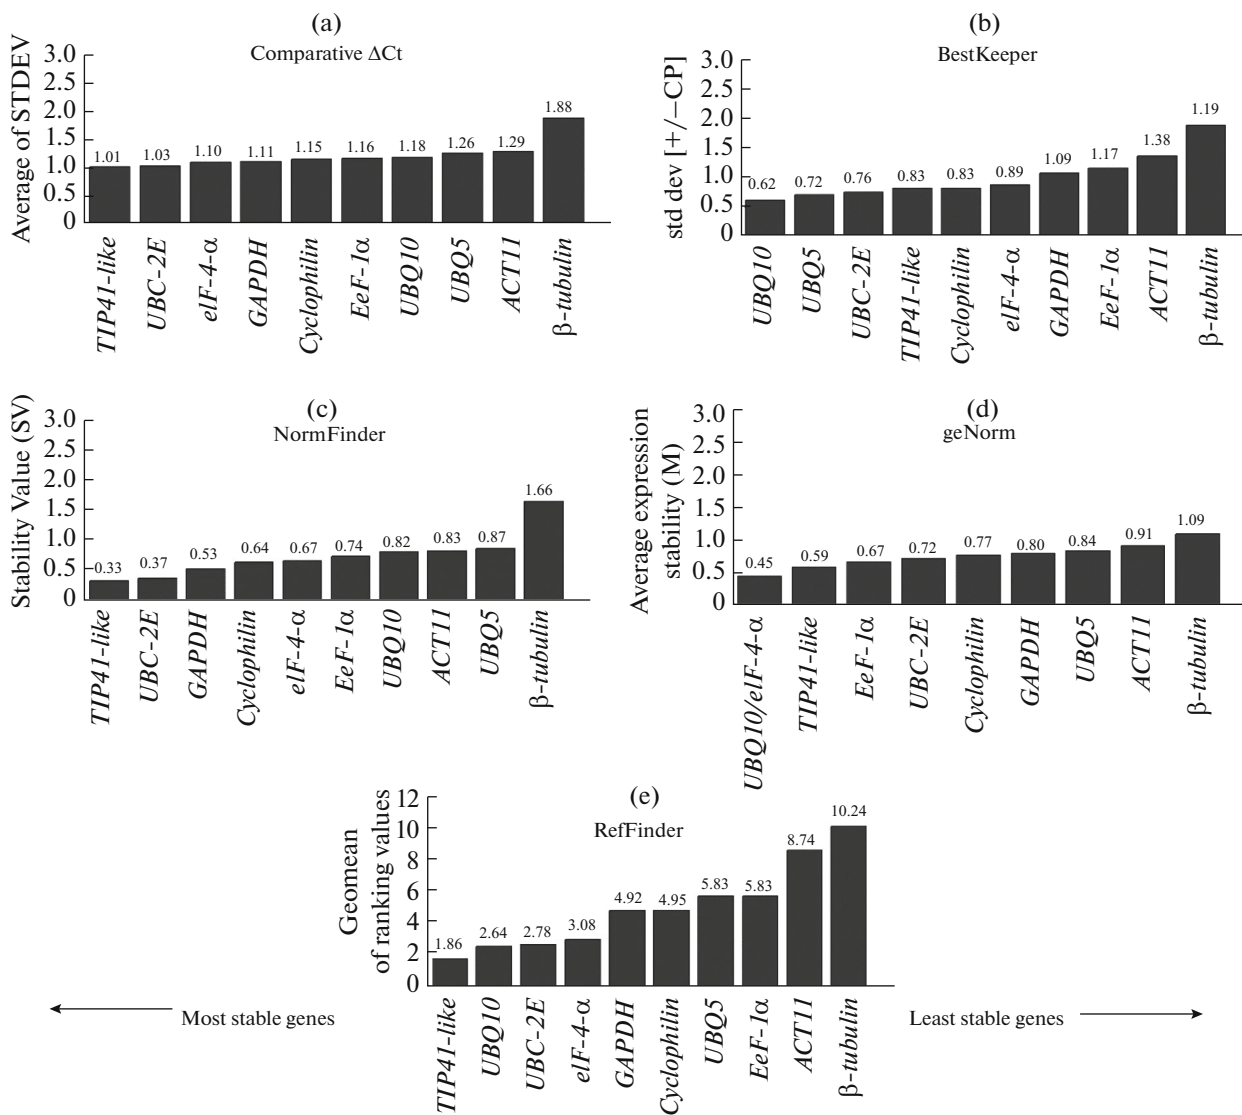 (a)
Comparative ΔCt
Average of STDEV
3.0
2.5
2.0
1.5
1.0
0.5
0
1.01
1.03
1.10
1.11
1.15
1.16
1.18
1.26
1.29
1.88
TIP41-like
UBC-2E
elF-4-α
GAPDH
Cyclophilin
EeF-1α
UBQ10
UBQ5
ACT11
β-tubulin
(b)
BestKeeper
std dev [+/−CP]
3.0
2.5
2.0
1.5
1.0
0.5
0
0.62
0.72
0.76
0.83
0.83
0.89
1.09
1.17
1.38
1.19
UBQ10
UBQ5
UBC-2E
TIP41-like
Cyclophilin
elF-4-α
GAPDH
EeF-1α
ACT11
β-tubulin
(c)
NormFinder
Stability Value (SV)
3.0
2.5
2.0
1.5
1.0
0.5
0
0.33
0.37
0.53
0.64
0.67
0.74
0.82
0.83
0.87
1.66
TIP41-like
UBC-2E
GAPDH
Cyclophilin
elF-4-α
EeF-1α
UBQ10
ACT11
UBQ5
β-tubulin
(d)
geNorm
Average expression
stability (M)
3.0
2.5
2.0
1.5
1.0
0.5
0
0.45
0.59
0.67
0.72
0.77
0.80
0.84
0.91
1.09
UBQ10/elF-4-α
TIP41-like
EeF-1α
UBC-2E
Cyclophilin
GAPDH
UBQ5
ACT11
β-tubulin
(e)
RefFinder
Geomean
of ranking values
12
10
8
6
4
2
0
1.86
2.64
2.78
3.08
4.92
4.95
5.83
5.83
8.74
10.24
TIP41-like
UBQ10
UBC-2E
elF-4-α
GAPDH
Cyclophilin
UBQ5
EeF-1α
ACT11
β-tubulin
Most stable genes
Least stable genes